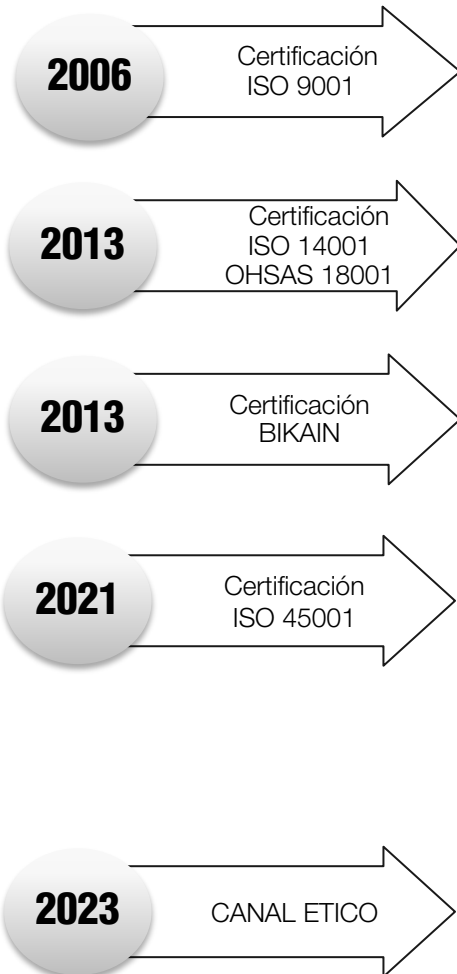 2006
Certificación
ISO 9001
2013
Certificación
ISO 14001
OHSAS 18001
2013
Certificación
BIKAIN
2021
Certificación
ISO 45001
2023
CANAL ETICO